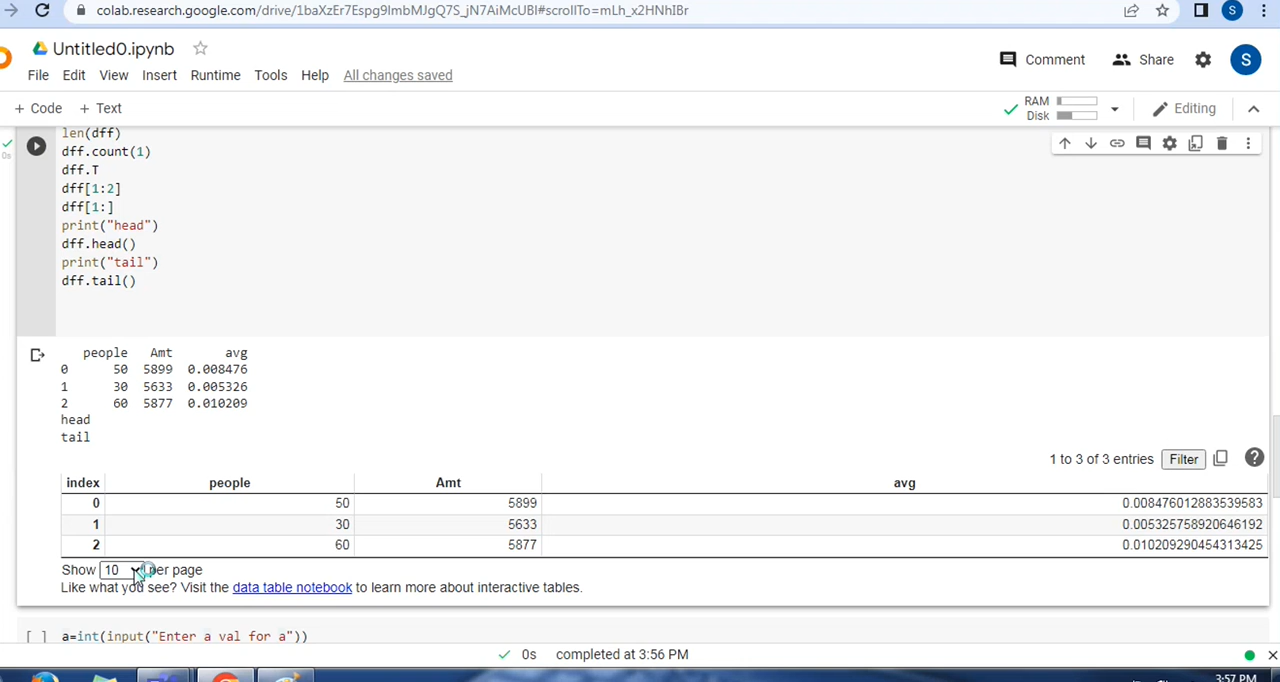 colab.research.google.com/drive/1baXzEr7Espg9ImbMJgQ7S_jN7AiMcUBI#scrollTo=mLh_x2HNhIBr
S
Untitled0.ipynb
File Edit View Insert Runtime Tools Help All changes saved
Comment Share S
+ Code + Text
RAM
Disk
Editing
0s
len(dff)
dff.count(1)
dff.T
dff[1:2]
dff[1:]
print("head")
dff.head()
print("tail")
dff.tail()
people Amt avg
0 50 5899 0.008476
1 30 5633 0.005326
2 60 5877 0.010209
head
tail
1 to 3 of 3 entries Filter ?
index people Amt avg
0 50 5899 0.008476012883539583
1 30 5633 0.005325758920646192
2 60 5877 0.010209290454313425
Show 10 per page
Like what you see? Visit the data table notebook to learn more about interactive tables.
[ ] a=int(input("Enter a val for a"))
0s completed at 3:56 PM
3:57 PM